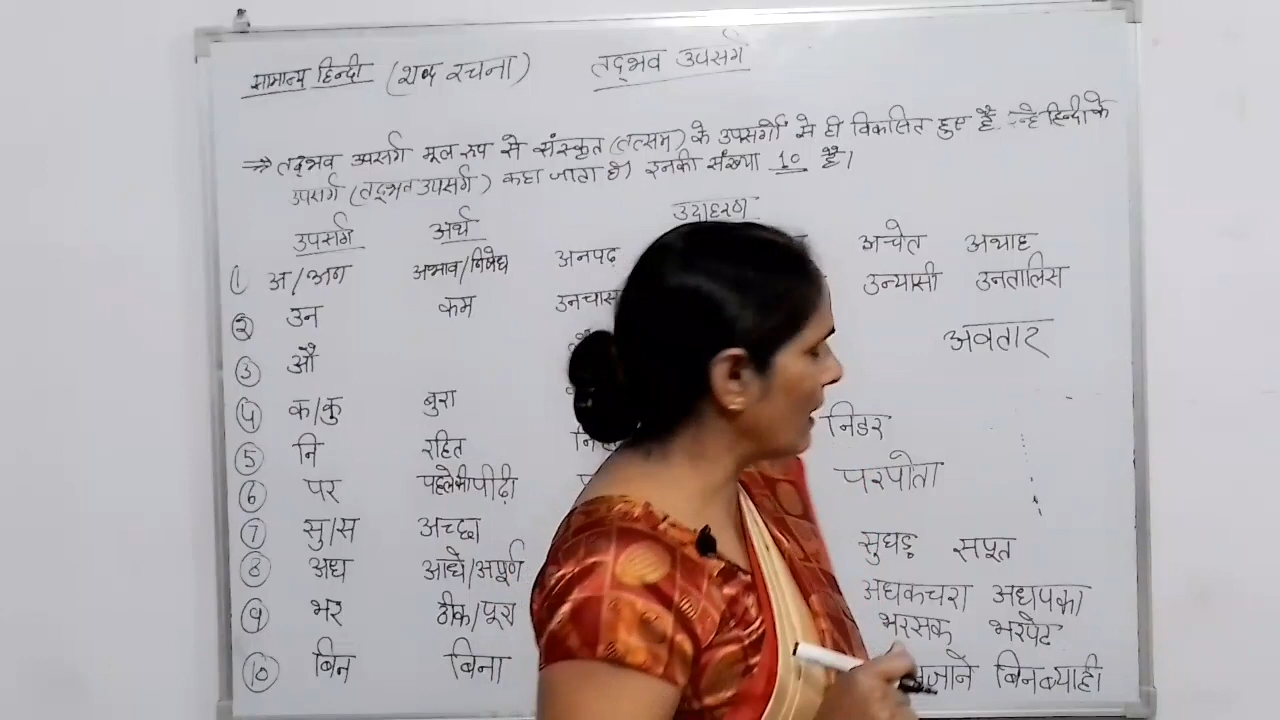 सामान्य हिन्दी (शब्द रचना) तद्भव उपसर्ग
⇒ तद्भव उपसर्ग मूल रूप से संस्कृत (तत्सम) के उपसर्गों से ही विकसित हुए हैं इन्हे हिन्दी के
उपसर्ग (तद्भव उपसर्ग) कहा जाता है। इनकी संख्या 10 है।
उपसर्ग अर्थ उदाहरण
① अ/अन अभाव/निषेध अनपढ़ अचेत अथाह
② उन कम उनचास उन्यासी उनतालिस
③ औ अवतार
④ क/कु बुरा
⑤ नि रहित निडर
⑥ पर पहलेकीपीढ़ी परपोता
⑦ सु/स अच्छा सुघड़ सपूत
⑧ अध आधे/अपूर्ण अधकचरा अधपका
⑨ भर ठीक/पूरा भरसक भरपेट
⑩ बिन बिना बिनब्याही